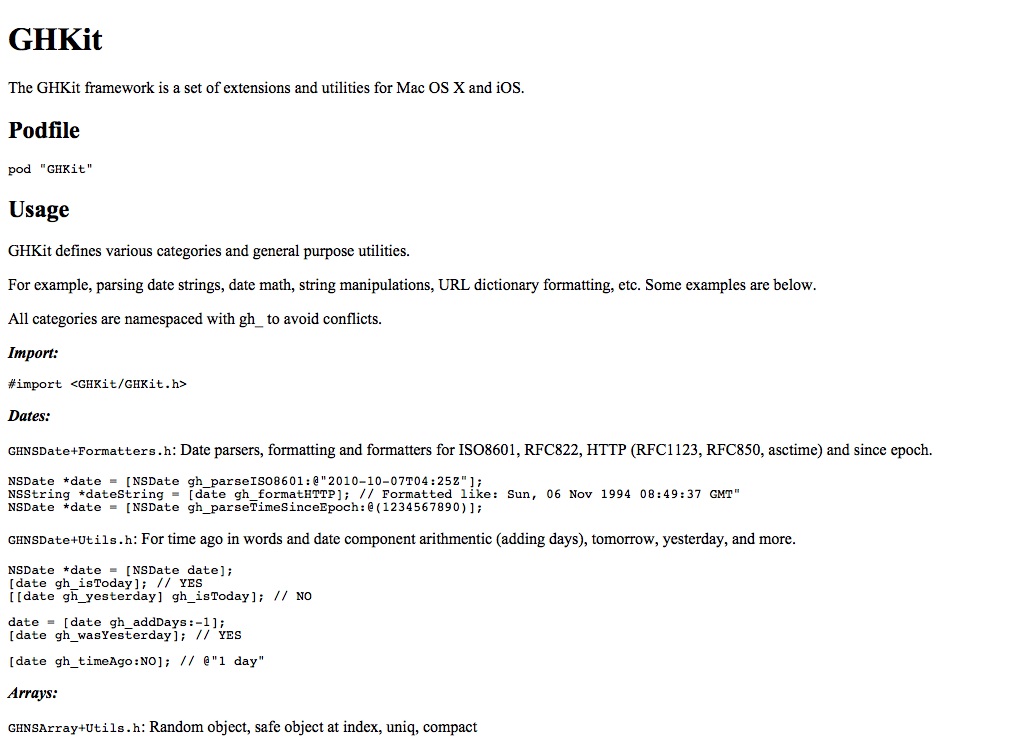 GHKit
The GHKit framework is a set of extensions and utilities for Mac OS X and iOS.
Podfile
pod "GHKit"
Usage
GHKit defines various categories and general purpose utilities.
For example, parsing date strings, date math, string manipulations, URL dictionary formatting, etc. Some examples are below.
All categories are namespaced with gh_ to avoid conflicts.
Import:
#import <GHKit/GHKit.h>
Dates:
GHNSDate+Formatters.h: Date parsers, formatting and formatters for ISO8601, RFC822, HTTP (RFC1123, RFC850, asctime) and since epoch.
NSDate *date = [NSDate gh_parseISO8601:@"2010-10-07T04:25Z"];
NSString *dateString = [date gh_formatHTTP]; // Formatted like: Sun, 06 Nov 1994 08:49:37 GMT"
NSDate *date = [NSDate gh_parseTimeSinceEpoch:@(1234567890)];
GHNSDate+Utils.h: For time ago in words and date component arithmentic (adding days), tomorrow, yesterday, and more.
NSDate *date = [NSDate date];
[date gh_isToday]; // YES
[[date gh_yesterday] gh_isToday]; // NO
date = [date gh_addDays:-1];
[date gh_wasYesterday]; // YES
[date gh_timeAgo:NO]; // @"1 day"
Arrays:
GHNSArray+Utils.h: Random object, safe object at index, uniq, compact